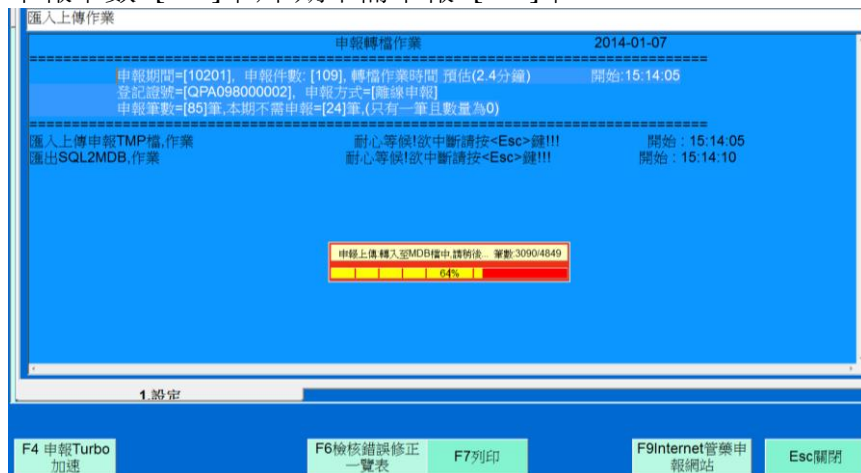 匯入上傳作業
申報轉檔作業 2014-01-07
申報期間=[10201], 申報件數: [109], 轉檔作業時間 預估(2.4分鐘) 開始:15:14:05
登記證號=[QPA098000002], 申報方式=[離線申報]
申報筆數=[85]筆,本期不需申報=[24]筆,(只有一筆且數量為0)
匯入上傳申報TMP檔,作業 耐心等候!欲中斷請按<Esc>鍵!!! 開始：15:14:05
匯出SQL2MDB,作業 耐心等候!欲中斷請按<Esc>鍵!!! 開始：15:14:10
申報上傳:轉入至MDB檔中,請稍後... 筆數:3090/4849
64%
1.設定
F4 申報Turbo
加速
F6檢核錯誤修正
一覽表
F7列印
F9Internet管藥申
報網站
Esc關閉